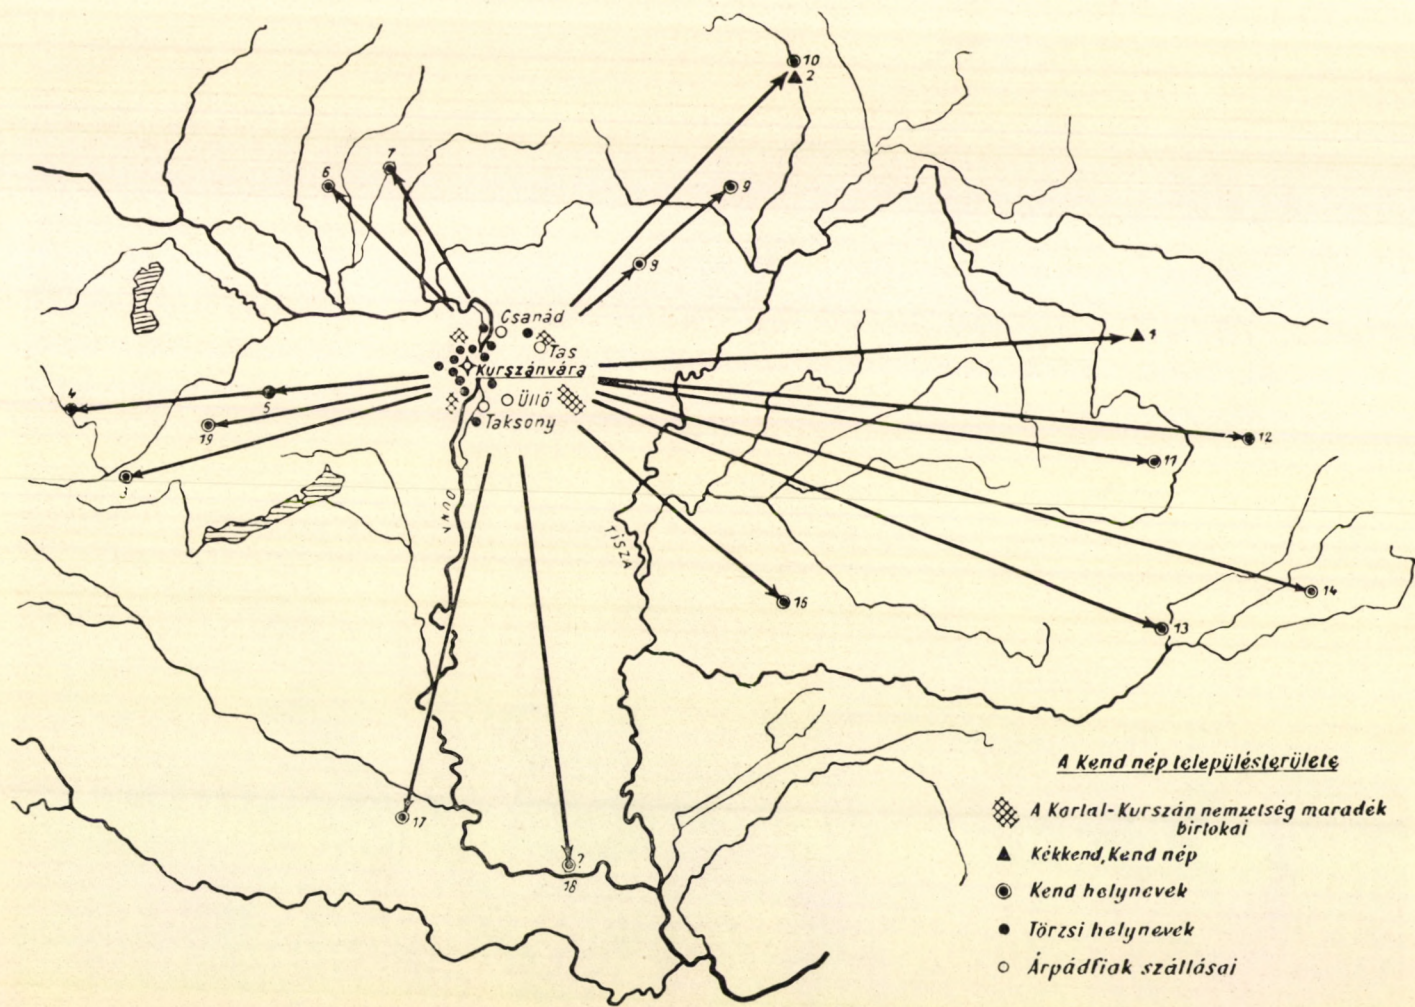 10
2
7
6
9
9
Csanád
Tas
1
Kurszánvára
4
5
Üllő
Taksony
19
12
11
3
DUNA
TISZA
15
14
13
A Kend nép településterülete
A Kartal-Kurszán nemzetség maradék
birtokai
17
Kékkend, Kend nép
?
18
Kend helynevek
Törzsi helynevek
Árpádfiak szállásai